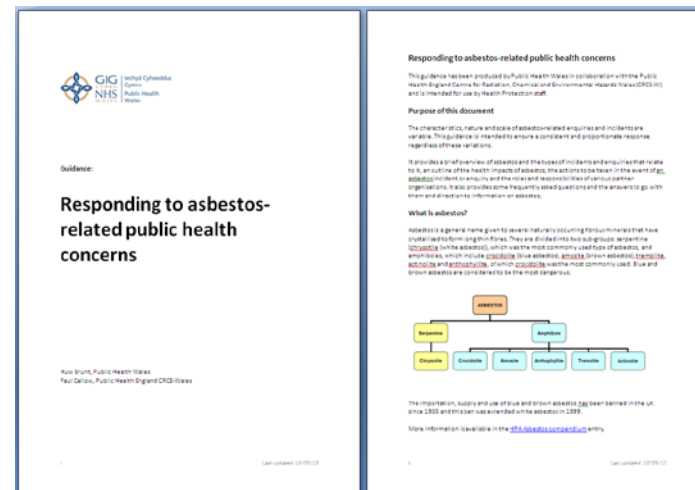 GIG
CYMRU
NHS
WALES
Iechyd Cyhoeddus
Cymru
Public Health
Wales
Guidance:
Responding to asbestos-
related public health
concerns
Huw Brunt, Public Health Wales
Paul Callow, Public Health England CRCE-Wales
Last updated:
Responding to asbestos-related public health concerns
This guidance has been produced by Public Health Wales in collaboration with the Public
Health England Centre for Radiation, Chemical and Environmental Hazards Wales (CRCE-W)
and is intended for use by Health Protection staff.
Purpose of this document
The characteristics, nature and scale of asbestos-related enquiries and incidents are
variable. This guidance is intended to ensure a consistent and proportionate response,
regardless of these variations.
It provides a brief overview of asbestos and the types of incidents and enquiries that relate
to it, an outline of the health impacts of asbestos, the actions to be taken in the event of an
asbestos incident or enquiry and the roles and responsibilities of various partner
organisations. It also provides some frequently asked questions and the answers to go with
them and direction to information on asbestos.
What is asbestos?
Asbestos is a general name given to several naturally occurring fibrous minerals that have
crystallised to form long thin fibres. They are divided into two sub-groups: serpentine
(chrysotile (white asbestos)), which was the most commonly used type of asbestos, and
amphiboles, which include crocidolite (blue asbestos), amosite (brown asbestos), tremolite,
actinolite and anthophyllite, of which crocidolite was the most commonly used. Blue and
brown asbestos are considered to be the most dangerous.
ASBESTOS
Serpentine
Amphibole
Chrysotile
Crocidolite
Amosite
Anthophyllite
Tremolite
Actinolite
The importation, supply and use of blue and brown asbestos has been banned in the UK
since and this ban was extended white asbestos in 1999.
More information is available in the HPA Asbestos compendium entry.
Last updated: